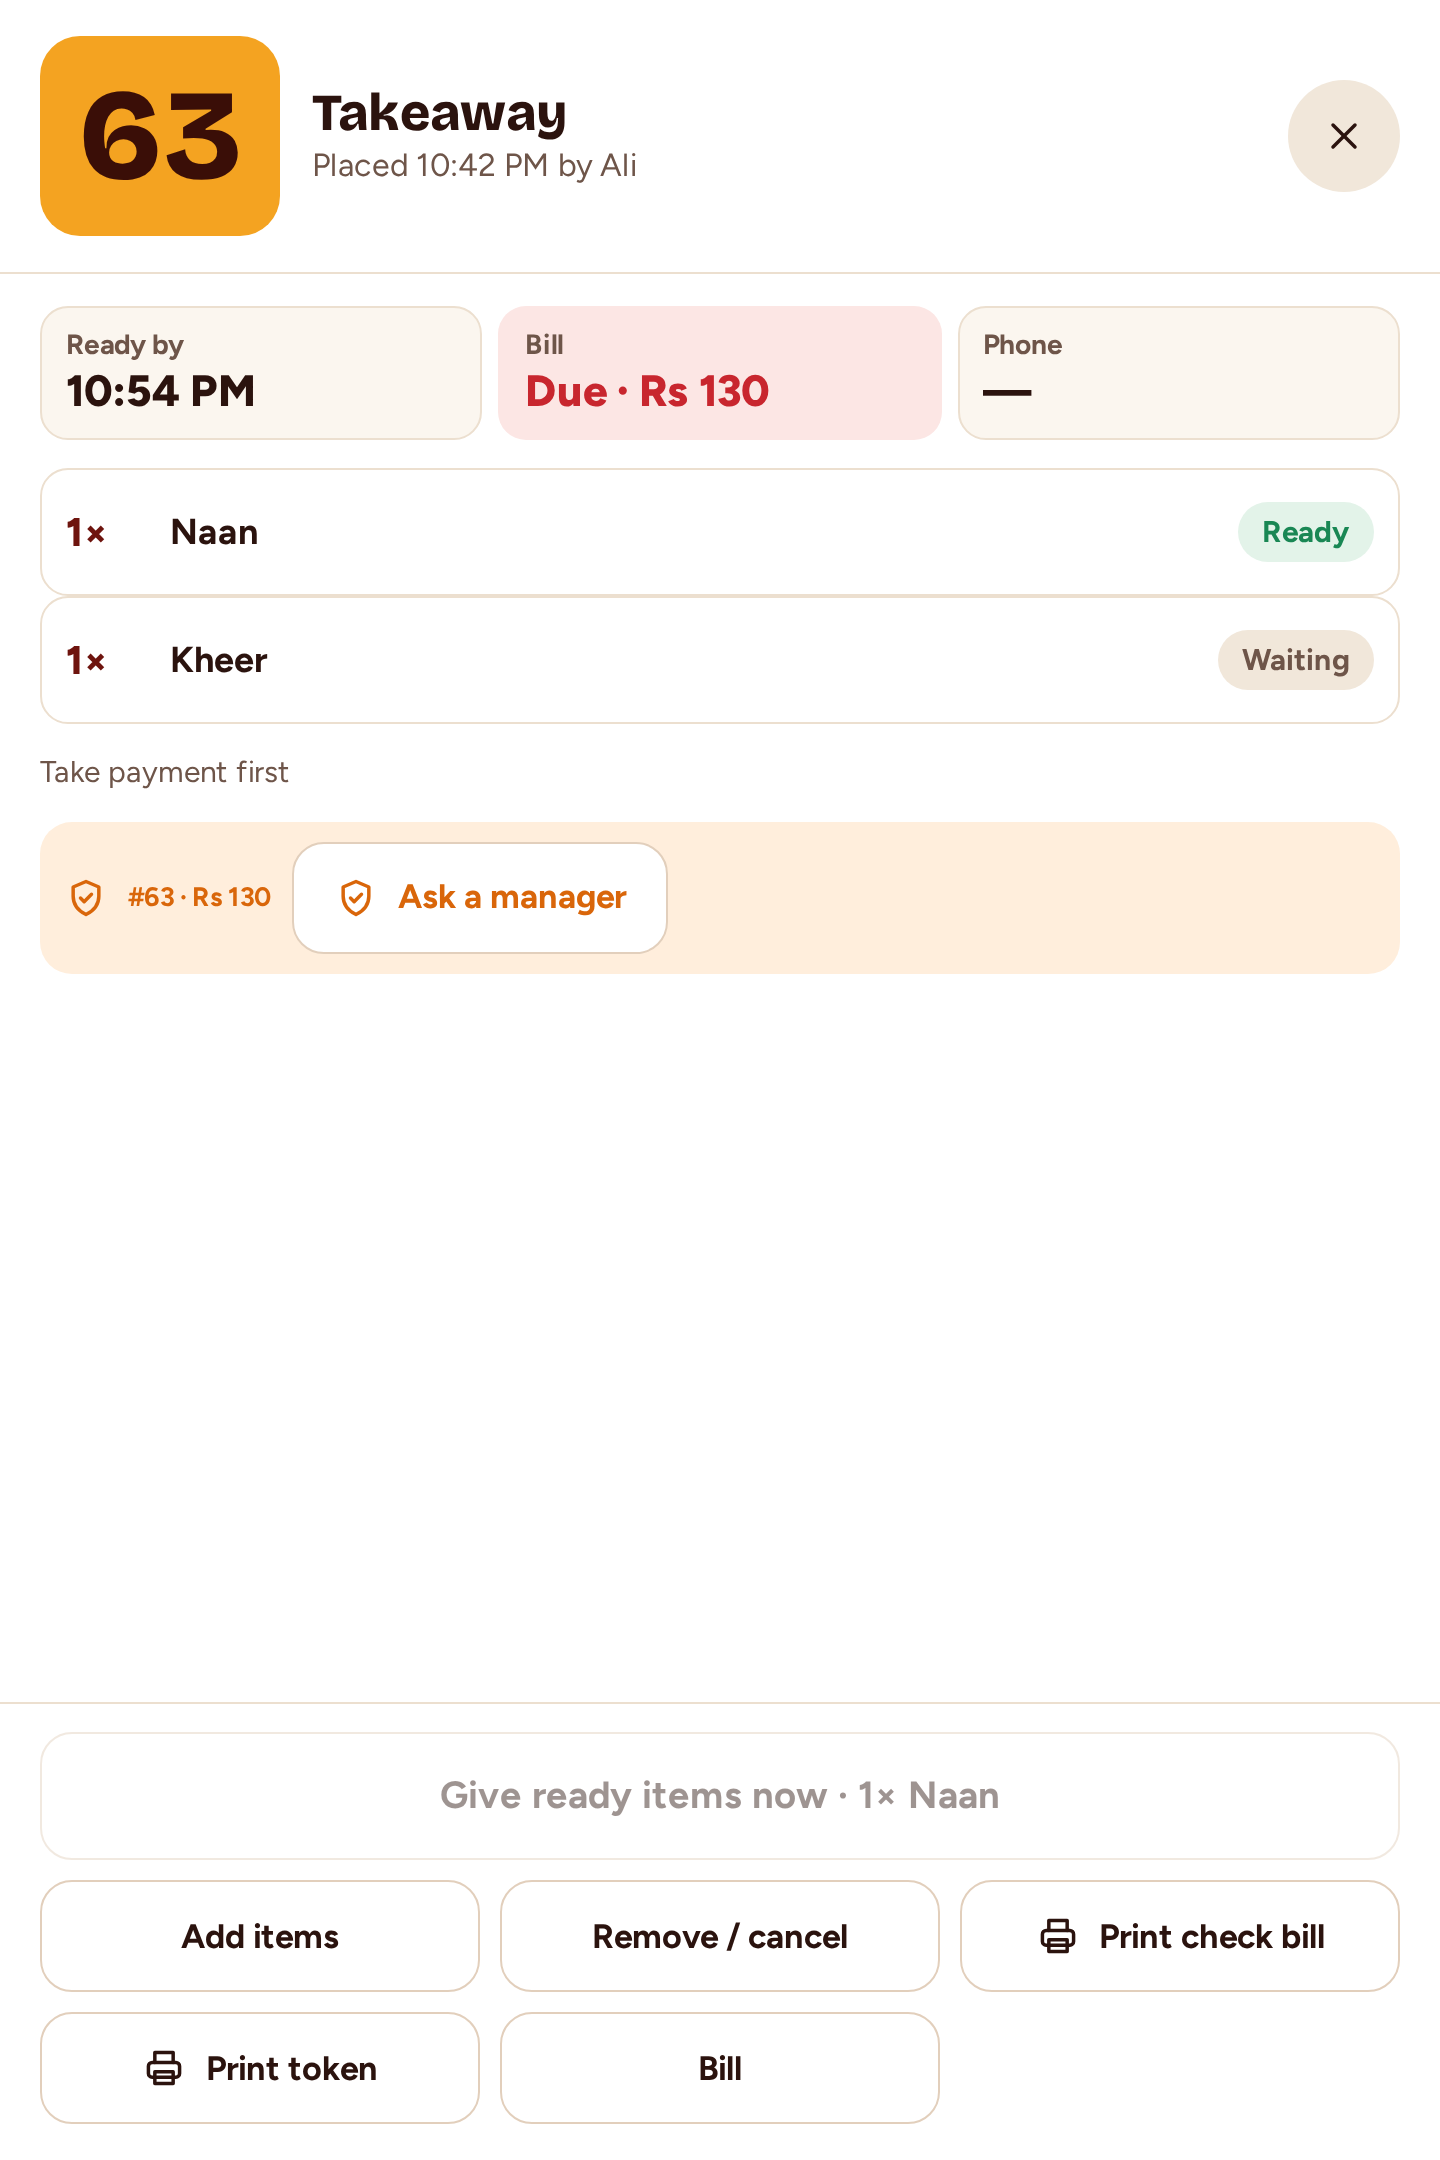 63
Takeaway
Placed 10:42 PM by Ali
Ready by
10:54 PM
Bill
Due · Rs 130
Phone
—
1× Naan Ready
1× Kheer Waiting
Take payment first
#63 · Rs 130 Ask a manager
Give ready items now · 1× Naan
Add items Remove / cancel Print check bill
Print token Bill